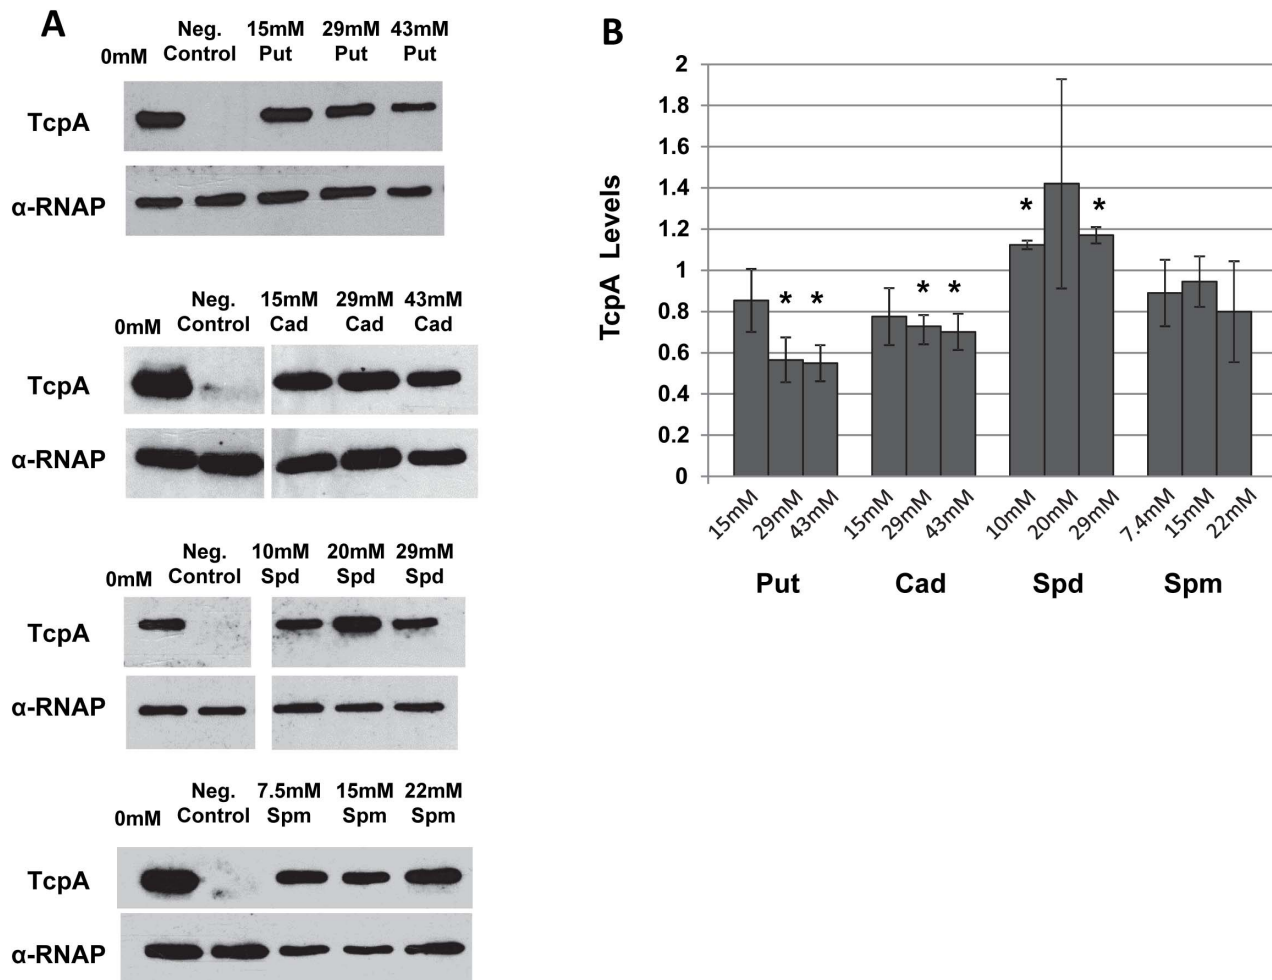 A
Neg. 15mM 29mM 43mM
0mM Control Put Put Put
TcpA
α-RNAP
Neg. 15mM 29mM 43mM
0mM Control Cad Cad Cad
TcpA
α-RNAP
Neg. 10mM 20mM 29mM
0mM Control Spd Spd Spd
TcpA
α-RNAP
Neg. 7.5mM 15mM 22mM
0mM Control Spm Spm Spm
TcpA
α-RNAP
B
TcpA Levels
2
1.8
1.6
1.4
1.2
1
0.8
0.6
0.4
0.2
0
* * * * * *
15mM 29mM 43mM 15mM 29mM 43mM 10mM 20mM 29mM 7.4mM 15mM 22mM
Put Cad Spd Spm